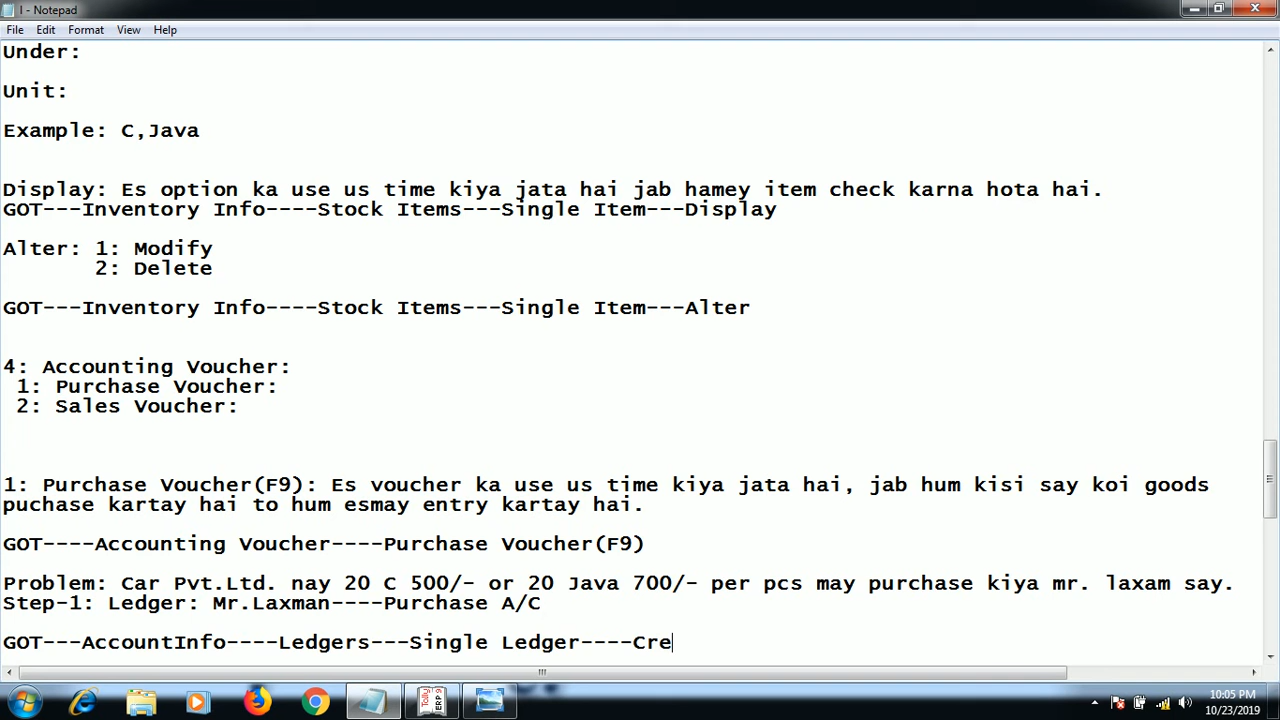 I - Notepad
File Edit Format View Help
Under:
Unit:
Example: C,Java
Display: Es option ka use us time kiya jata hai jab hamey item check karna hota hai.
GOT---Inventory Info----Stock Items---Single Item---Display
Alter: 1: Modify
2: Delete
GOT---Inventory Info----Stock Items---Single Item---Alter
4: Accounting Voucher:
1: Purchase Voucher:
2: Sales Voucher:
1: Purchase Voucher(F9): Es voucher ka use us time kiya jata hai, jab hum kisi say koi goods
puchase kartay hai to hum esmay entry kartay hai.
GOT----Accounting Voucher----Purchase Voucher(F9)
Problem: Car Pvt.Ltd. nay 20 C 500/- or 20 Java 700/- per pcs may purchase kiya mr. laxam say.
Step-1: Ledger: Mr.Laxman----Purchase A/C
GOT---AccountInfo----Ledgers---Single Ledger----Cre
Tally ERP 9
10:05 PM
10/23/2019